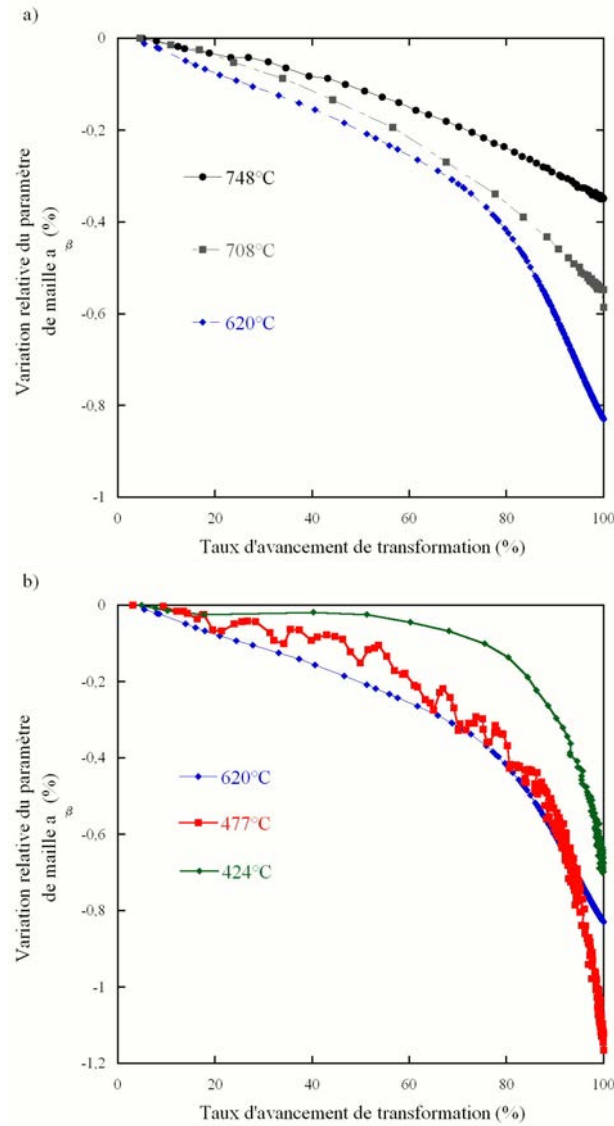 a)
0
-0,2
-0,4
-0,6
-0,8
-1
Variation relative du paramètre
de maille a (%)
β
748°C
708°C
620°C
0 20 40 60 80 100
Taux d'avancement de transformation (%)
b)
0
-0,2
-0,4
-0,6
-0,8
-1
-1,2
Variation relative du paramètre
de maille a (%)
β
620°C
477°C
424°C
0 20 40 60 80 100
Taux d'avancement de transformation (%)